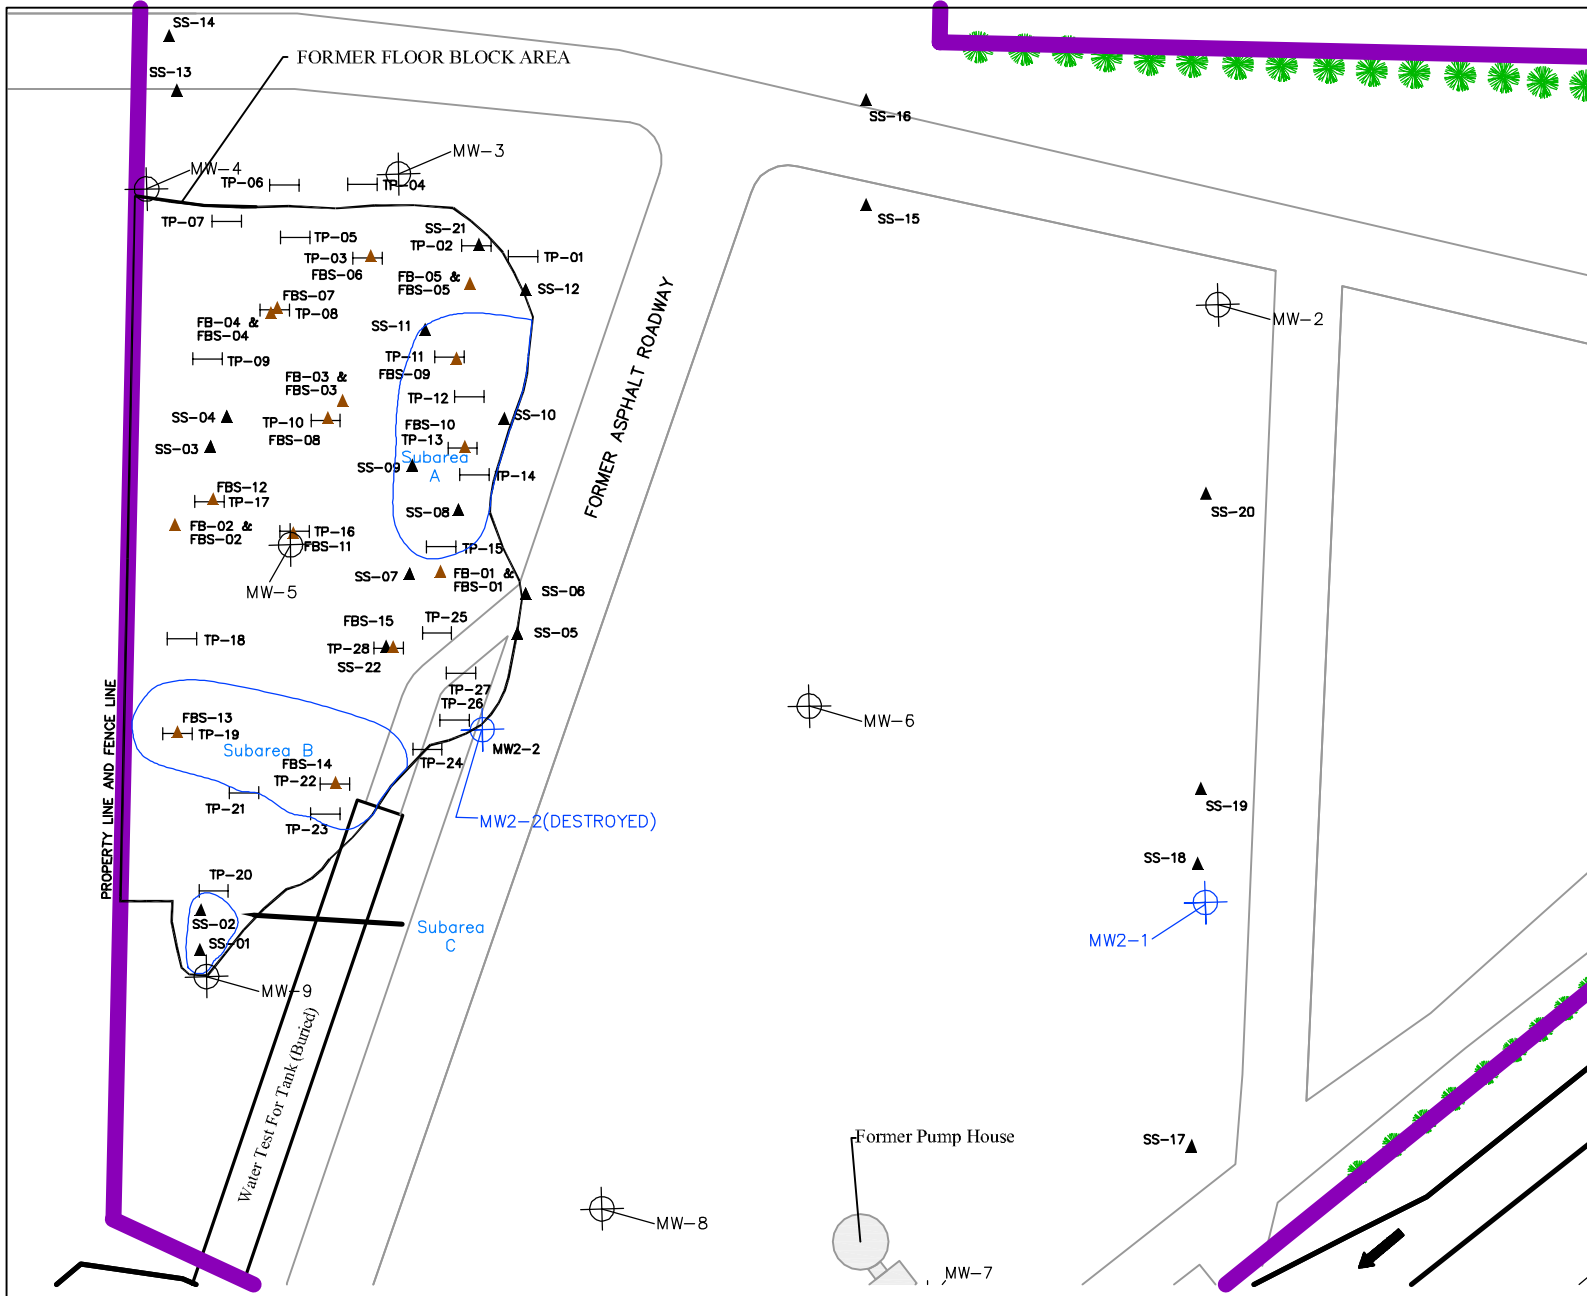 SS-14
FORMER FLOOR BLOCK AREA
SS-13
SS-16
MW-3
MW-4
TP-06
TP-04
SS-15
TP-07
SS-21
TP-05
TP-02
TP-03
TP-01
FBS-06
FB-05 &
FBS-05
SS-12
FBS-07
TP-08
FB-04 &
FBS-04
SS-11
MW-2
TP-09
TP-11
FBS-09
FB-03 &
FBS-03
TP-12
SS-04
TP-10
FBS-08
SS-10
FBS-10
TP-13
SS-03
Subarea
A
SS-09
TP-14
FORMER ASPHALT ROADWAY
FBS-12
TP-17
SS-08
SS-20
FB-02 &
FBS-02
TP-16
FBS-11
TP-15
SS-07
FB-01 &
FBS-01
MW-5
SS-06
FBS-15
TP-25
SS-05
TP-18
TP-28
SS-22
TP-27
TP-26
PROPERTY LINE AND FENCE LINE
FBS-13
TP-19
MW-6
Subarea B
MW2-2
FBS-14
TP-24
TP-22
TP-21
SS-19
TP-23
MW2-2(DESTROYED)
SS-18
TP-20
SS-02
Subarea
C
SS-01
MW2-1
MW-9
Water Test For Tank (Buried)
Former Pump House
SS-17
MW-8
MW-7